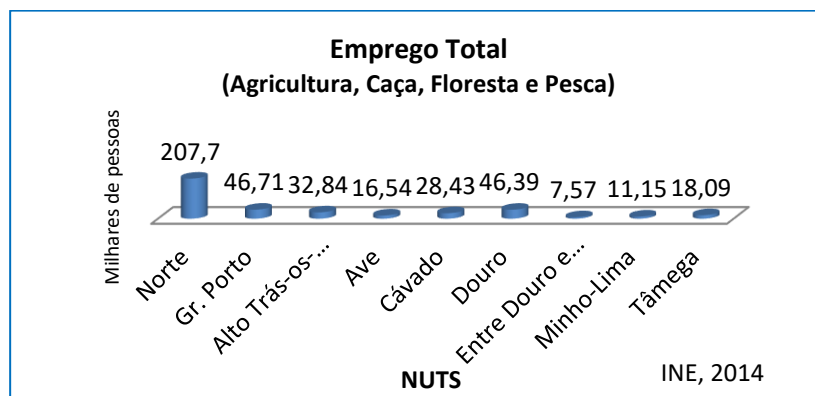 Emprego Total
(Agricultura, Caça, Floresta e Pesca)
Milhares de pessoas
207,7
46,71
32,84
16,54
28,43
46,39
7,57
11,15
18,09
Norte
Gr. Porto
Alto Trás-os-...
Ave
Cávado
Douro
Entre Douro e...
Minho-Lima
Tâmega
NUTS
INE, 2014